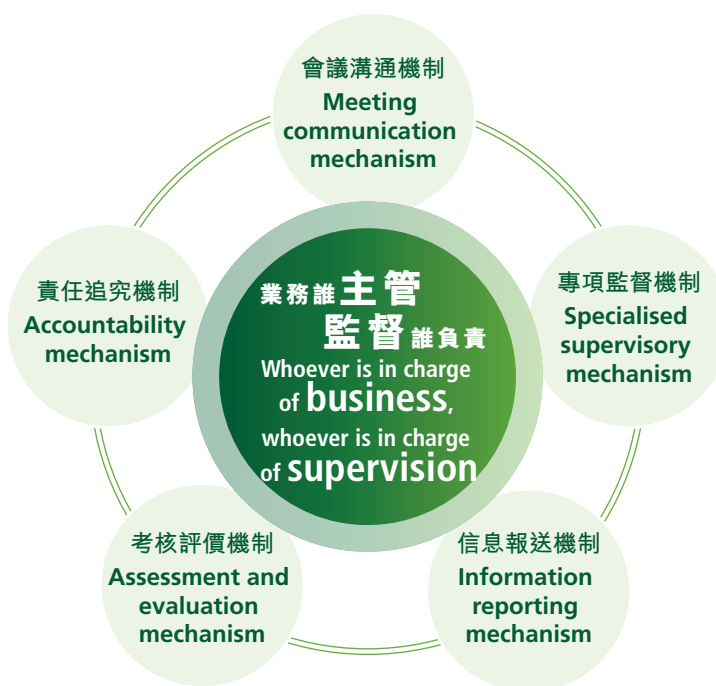 會議溝通機制
Meeting
communication
mechanism
責任追究機制
Accountability
mechanism
業務誰主管
監督誰負責
Whoever is in charge
of business,
whoever is in charge
of supervision
專項監督機制
Specialised
supervisory
mechanism
考核評價機制
Assessment and
evaluation
mechanism
信息報送機制
Information
reporting
mechanism